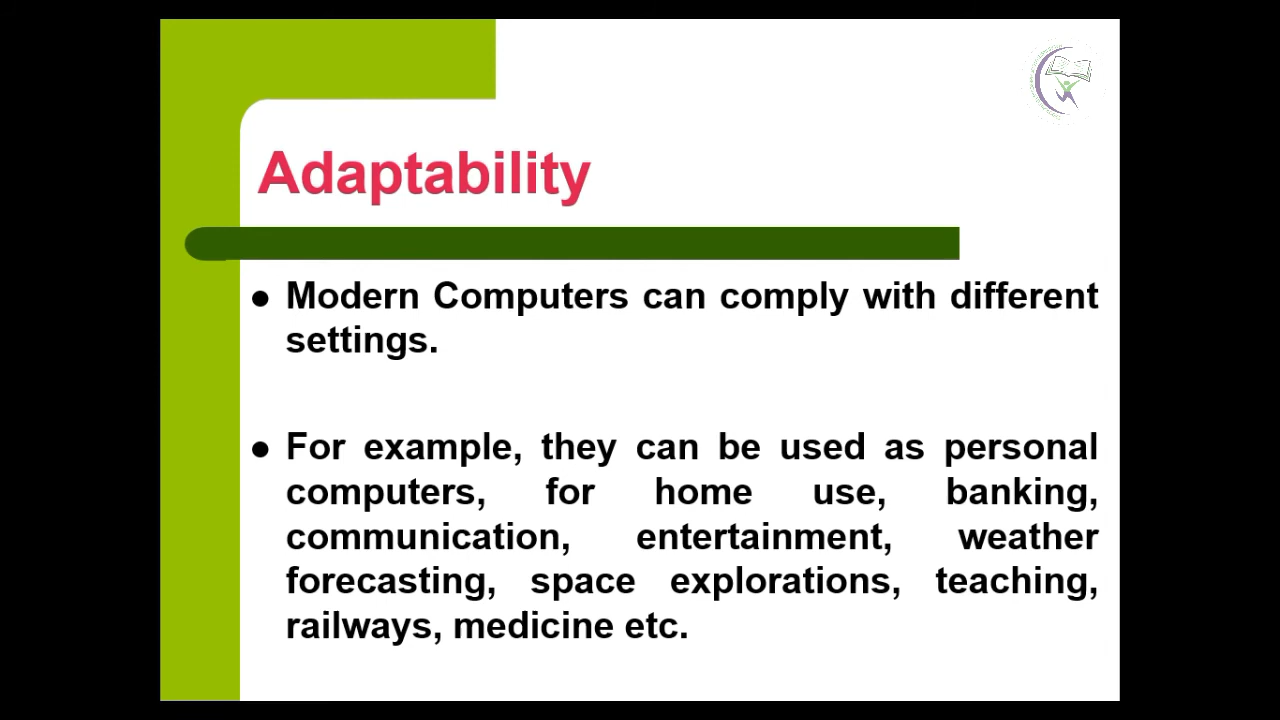 Adaptability
● Modern Computers can comply with different
settings.
● For example, they can be used as personal
computers, for home use, banking,
communication, entertainment, weather
forecasting, space explorations, teaching,
railways, medicine etc.